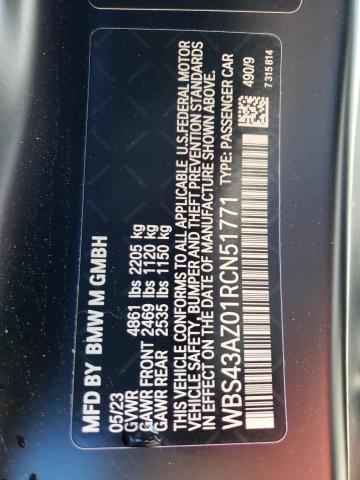 MFD BY BMW M GMBH
05/23
GVWR 4861 lbs 2205 kg
GAWR FRONT 2469 lbs 1120 kg
GAWR REAR 2535 lbs 1150 kg
THIS VEHICLE CONFORMS TO ALL APPLICABLE U.S. FEDERAL MOTOR
VEHICLE SAFETY, BUMPER AND THEFT PREVENTION STANDARDS
IN EFFECT ON THE DATE OF MANUFACTURE SHOWN ABOVE.
WBS43AZ01RCN51771 TYPE: PASSENGER CAR
490/9
7 315 814